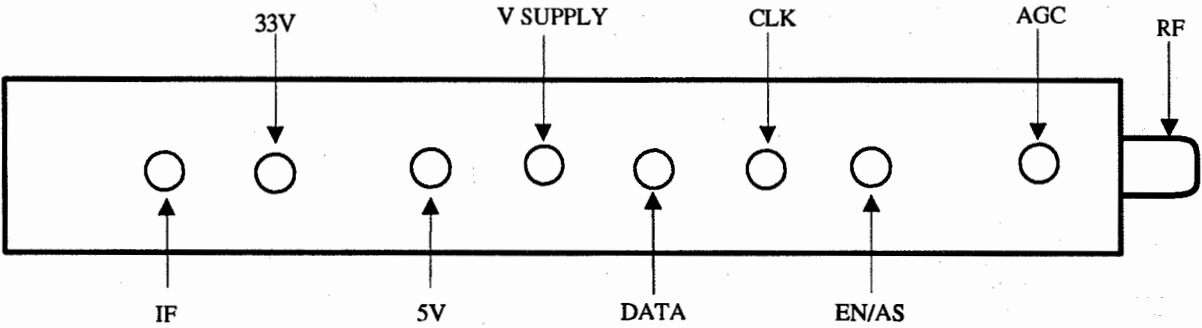 33V
V SUPPLY
CLK
AGC
RF
IF
5V
DATA
EN/AS